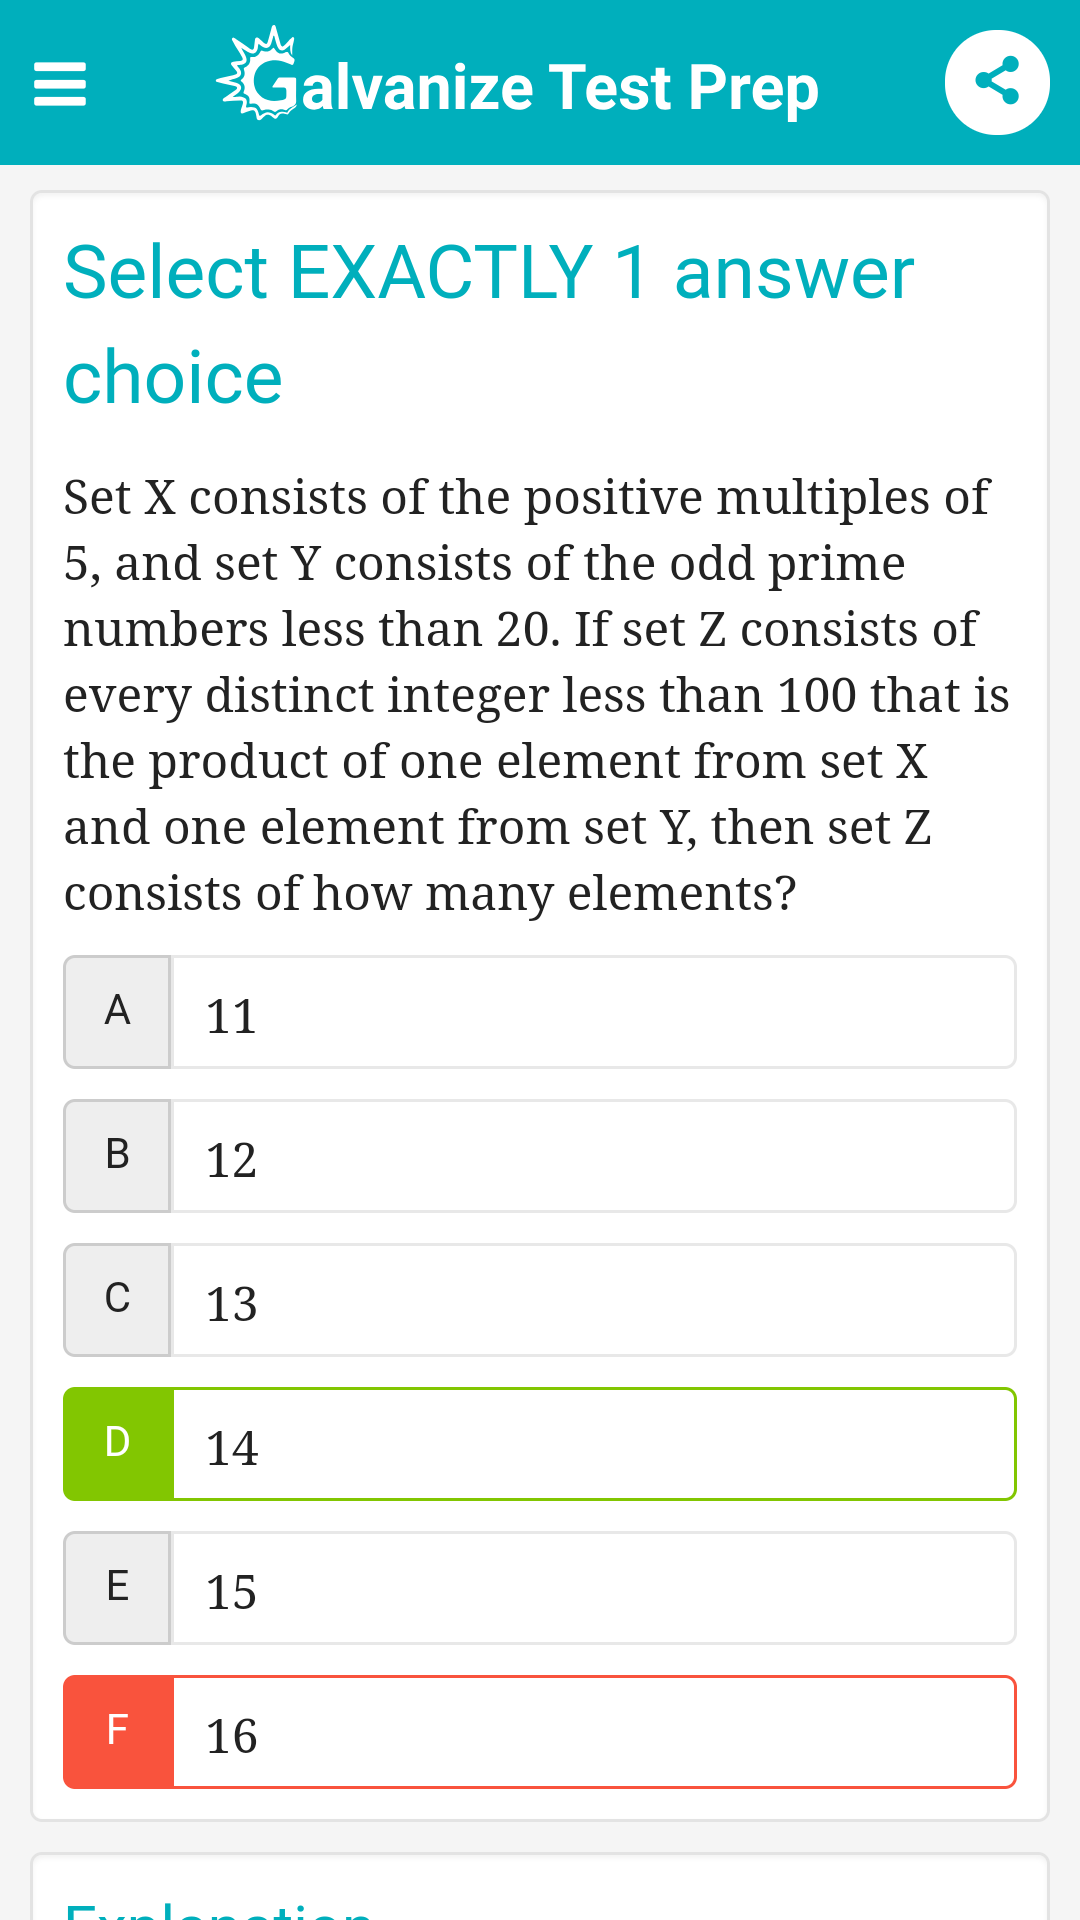 Galvanize Test Prep
Select EXACTLY 1 answer
choice
Set X consists of the positive multiples of
5, and set Y consists of the odd prime
numbers less than 20. If set Z consists of
every distinct integer less than 100 that is
the product of one element from set X
and one element from set Y, then set Z
consists of how many elements?
A 11
B 12
C 13
D 14
E 15
F 16
Explanation